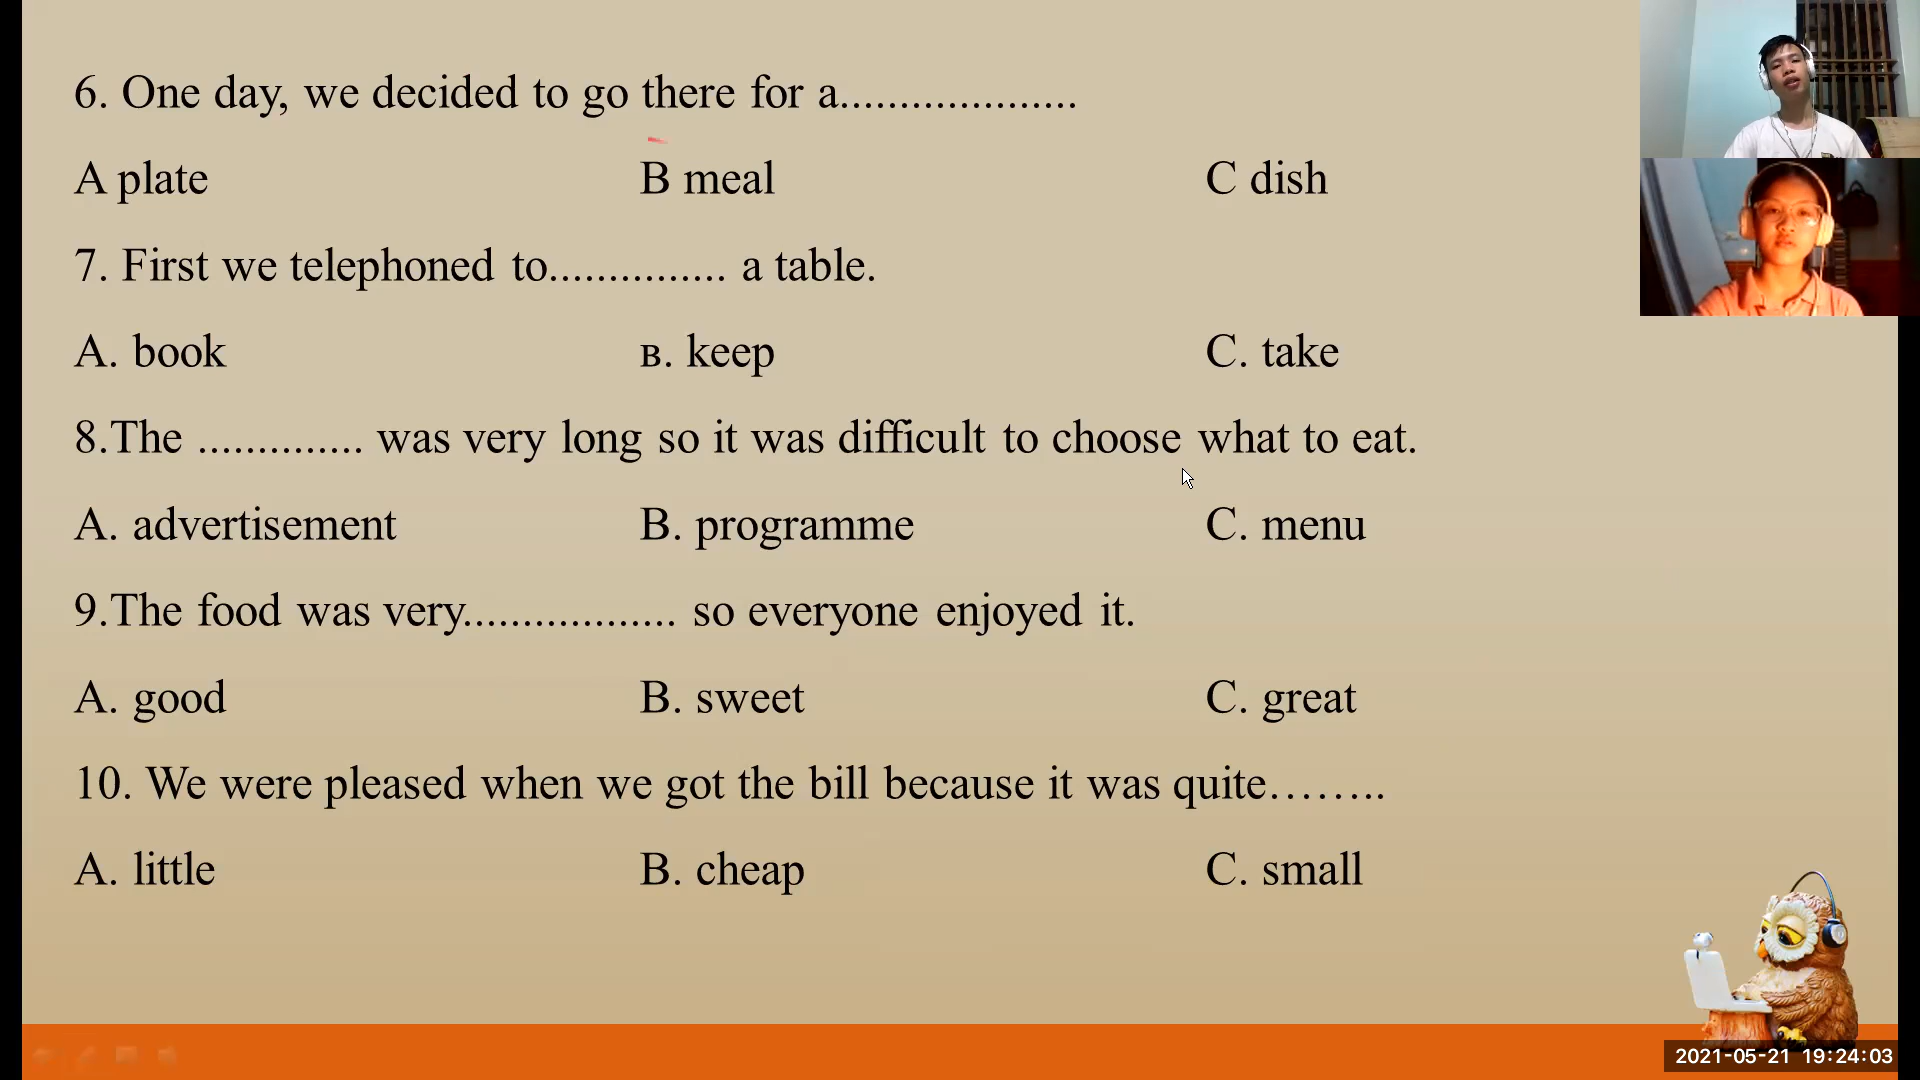 6. One day, we decided to go there for a....................
A plate B meal C dish
7. First we telephoned to............... a table.
A. book B. keep C. take
8.The .............. was very long so it was difficult to choose what to eat.
A. advertisement B. programme C. menu
9.The food was very.................. so everyone enjoyed it.
A. good B. sweet C. great
10. We were pleased when we got the bill because it was quite……..
A. little B. cheap C. small
2021-05-21 19:24:03